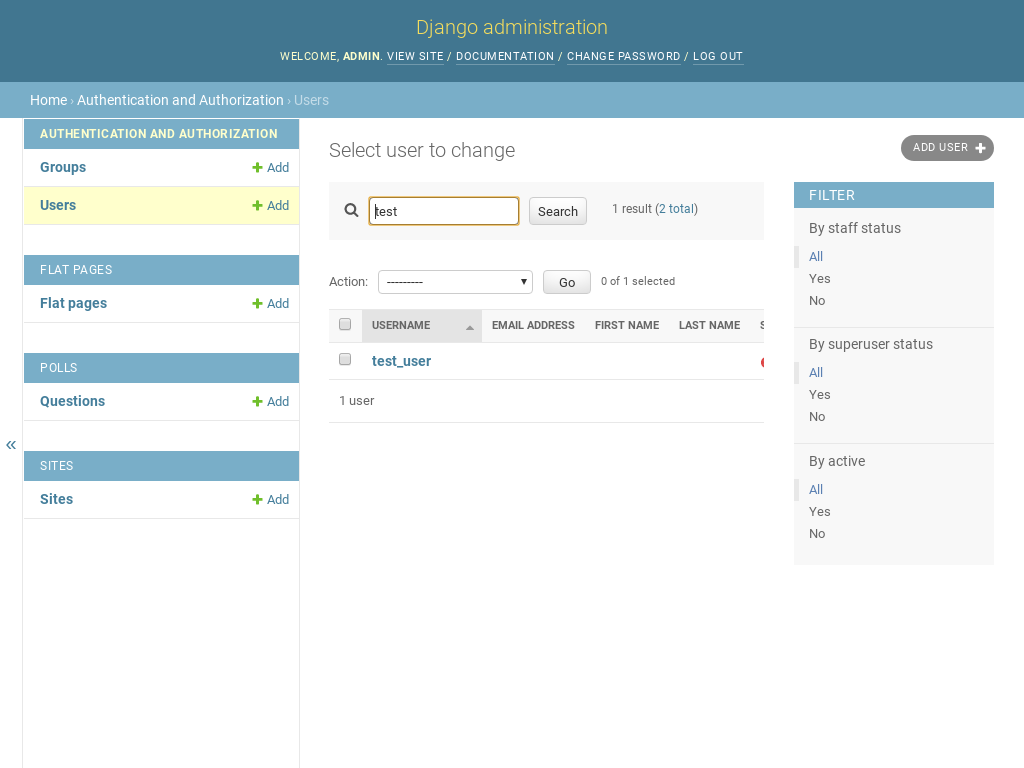 Django administration
WELCOME, ADMIN. VIEW SITE / DOCUMENTATION / CHANGE PASSWORD / LOG OUT
Home › Authentication and Authorization › Users
«
AUTHENTICATION AND AUTHORIZATION
Groups Add
Users Add
FLAT PAGES
Flat pages Add
POLLS
Questions Add
SITES
Sites Add
Select user to change
ADD USER
test Search 1 result (2 total)
Action: --------- Go 0 of 1 selected
USERNAME EMAIL ADDRESS FIRST NAME LAST NAME
test_user
1 user
FILTER
By staff status
All
Yes
No
By superuser status
All
Yes
No
By active
All
Yes
No